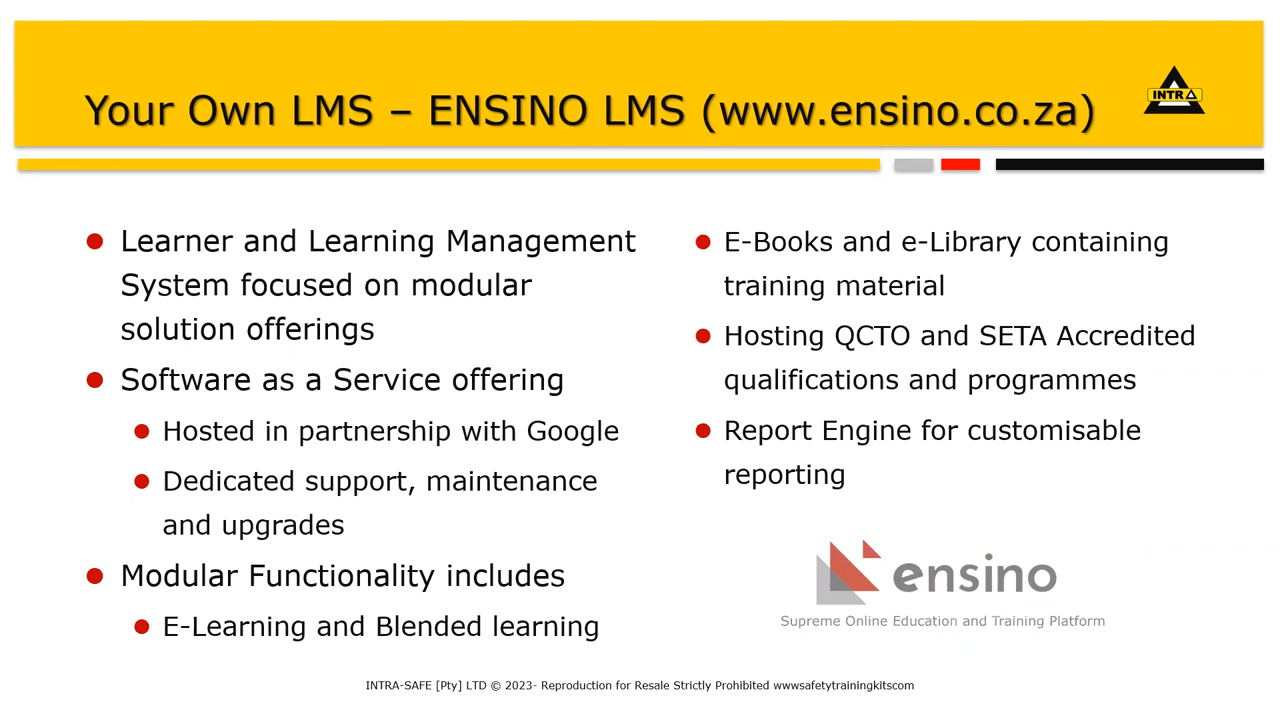 Your Own LMS – ENSINO LMS (www.ensino.co.za)
INTRA
Learner and Learning Management
System focused on modular
solution offerings
Software as a Service offering
Hosted in partnership with Google
Dedicated support, maintenance
and upgrades
Modular Functionality includes
E-Learning and Blended learning
E-Books and e-Library containing
training material
Hosting QCTO and SETA Accredited
qualifications and programmes
Report Engine for customisable
reporting
ensino
Supreme Online Education and Training Platform
INTRA-SAFE [Pty] LTD © 2023- Reproduction for Resale Strictly Prohibited wwwsafetytrainingkitscom